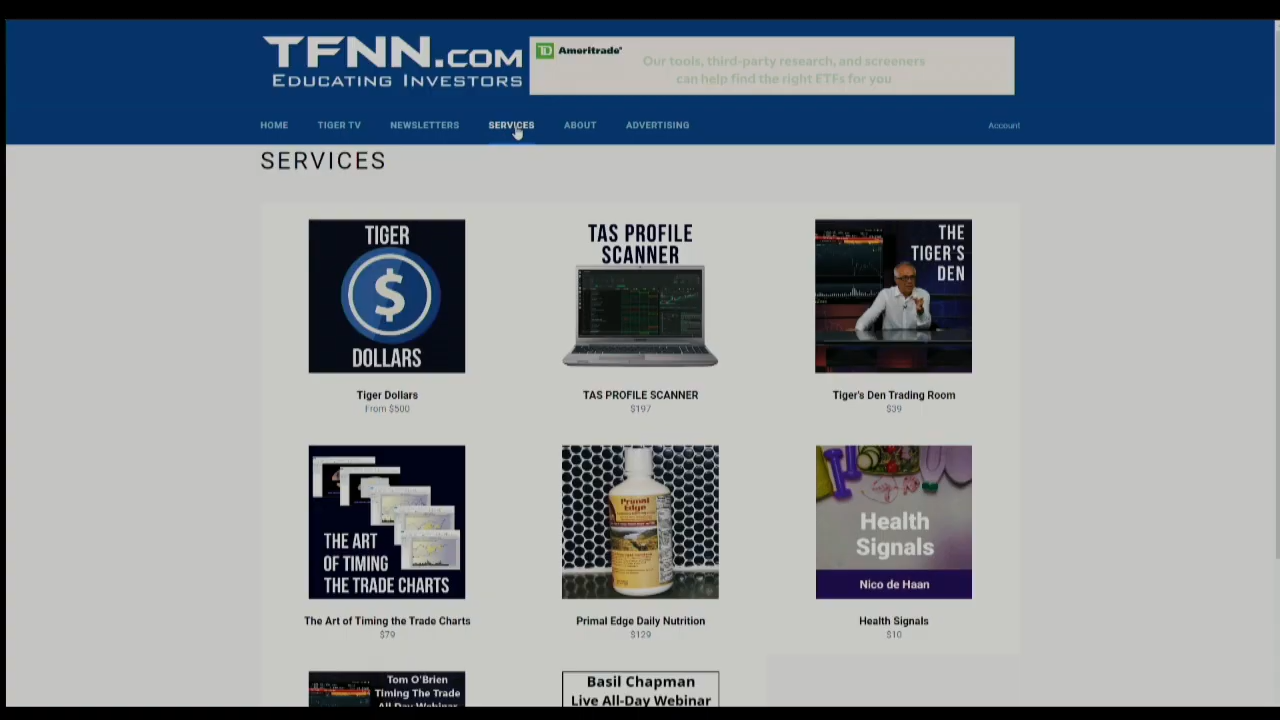 TFNN.COM
EDUCATING INVESTORS
TD Ameritrade
Our tools, third-party research, and screeners
can help find the right ETFs for you
HOME TIGER TV NEWSLETTERS SERVICES ABOUT ADVERTISING Account
SERVICES
TIGER
$
DOLLARS
Tiger Dollars
From $500
TAS PROFILE
SCANNER
TAS PROFILE SCANNER
$197
THE
TIGER'S
DEN
Tiger's Den Trading Room
$39
THE ART
OF TIMING
THE TRADE CHARTS
The Art of Timing the Trade Charts
$79
Primal
Edge
Primal Edge Daily Nutrition
$129
Health
Signals
Nico de Haan
Health Signals
$10
Tom O'Brien
Timing The Trade
All-Day Webinar
Basil Chapman
Live All-Day Webinar